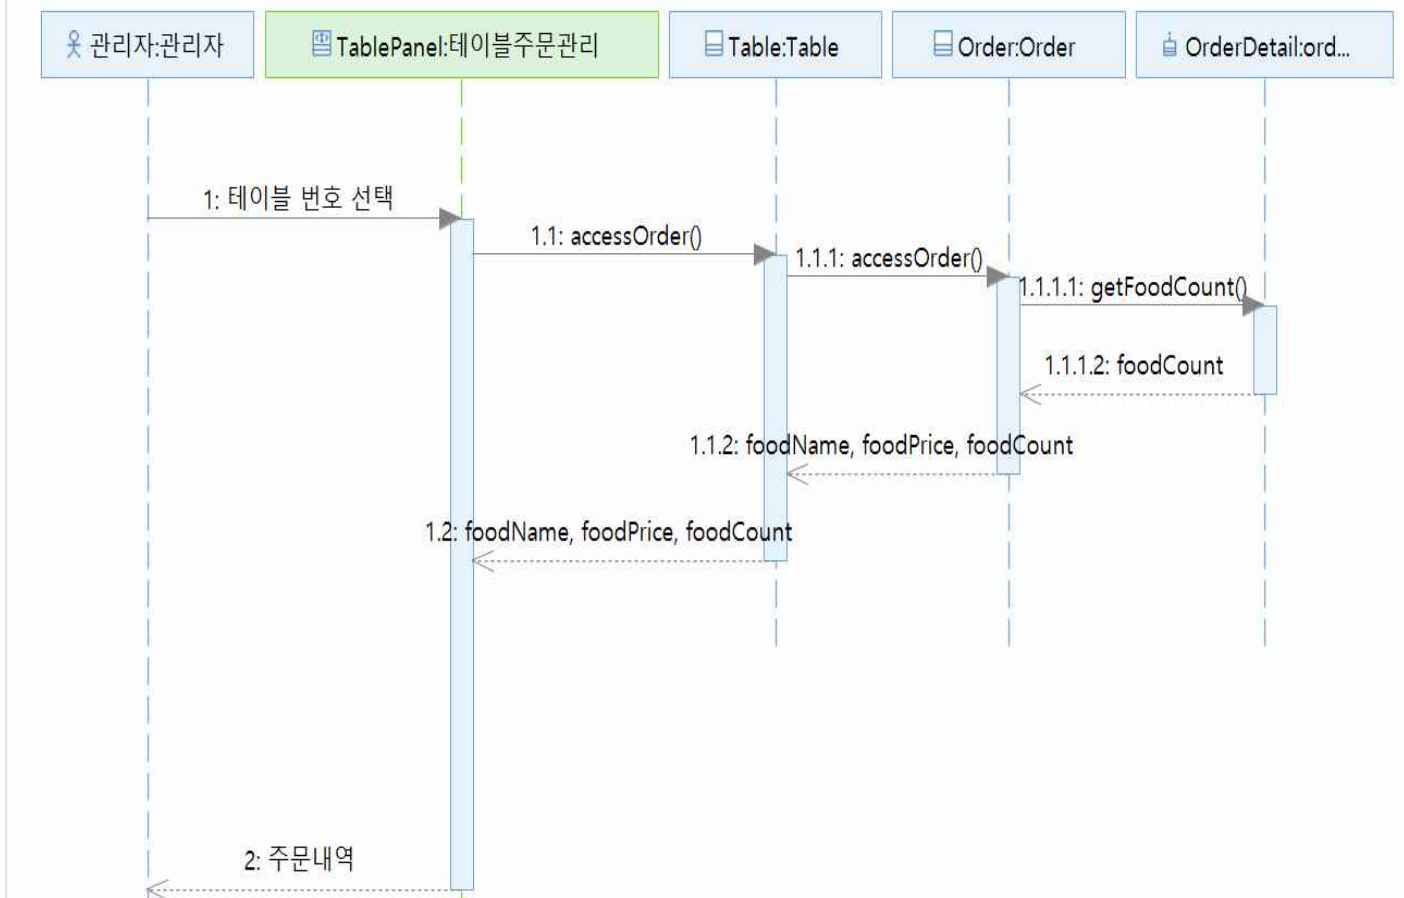 관리자:관리자
TablePanel:테이블주문관리
Table:Table
Order:Order
OrderDetail:ord...
1: 테이블 번호 선택
1.1: accessOrder()
1.1.1: accessOrder()
1.1.1.1: getFoodCount()
1.1.1.2: foodCount
1.1.2: foodName, foodPrice, foodCount
1.2: foodName, foodPrice, foodCount
2: 주문내역